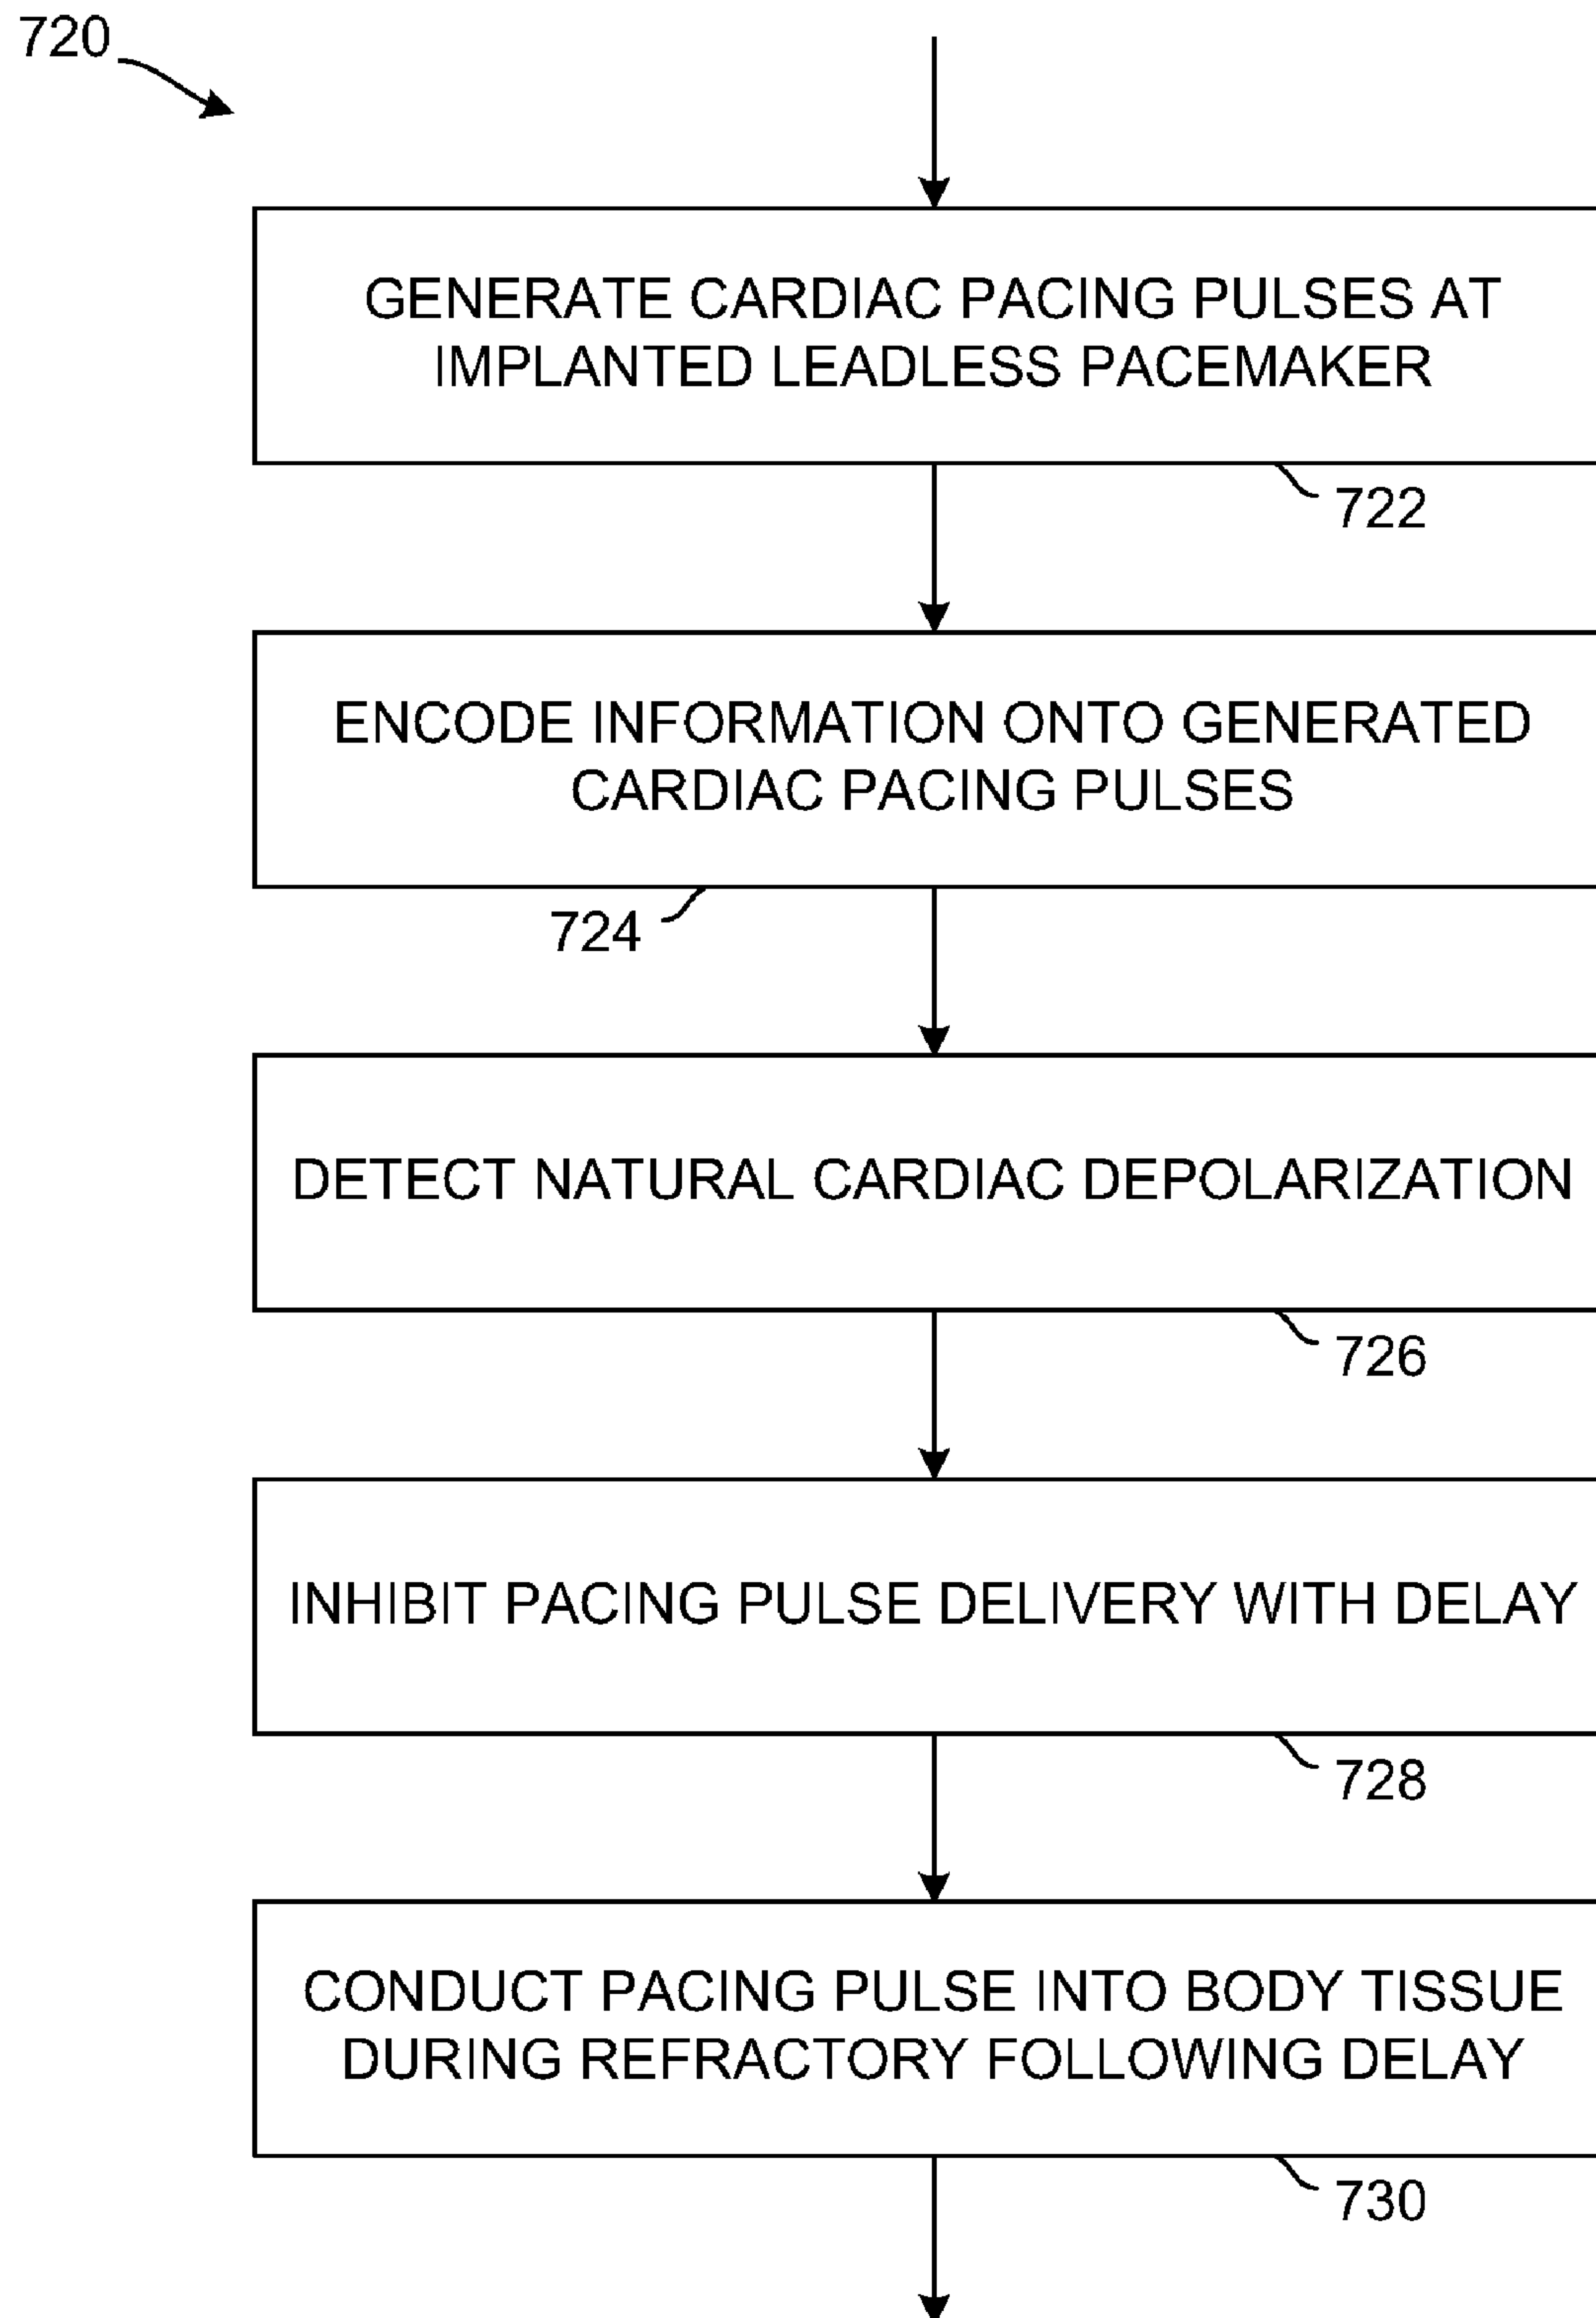 720
GENERATE CARDIAC PACING PULSES AT
IMPLANTED LEADLESS PACEMAKER
722
ENCODE INFORMATION ONTO GENERATED
CARDIAC PACING PULSES
724
DETECT NATURAL CARDIAC DEPOLARIZATION
726
INHIBIT PACING PULSE DELIVERY WITH DELAY
728
CONDUCT PACING PULSE INTO BODY TISSUE
DURING REFRACTORY FOLLOWING DELAY
730